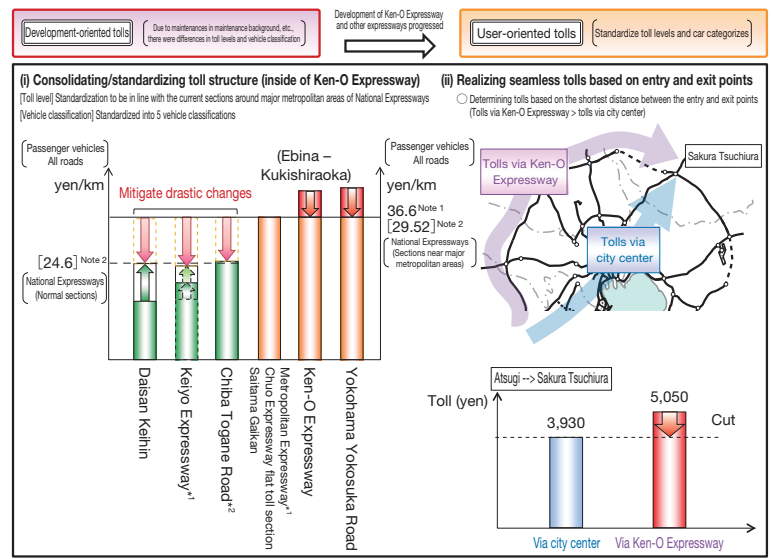 Development-oriented tolls
Due to maintenances in maintenance background, etc.,
there were differences in toll levels and vehicle classification
Development of Ken-O Expressway
and other expressways progressed
User-oriented tolls
Standardize toll levels and car categorizes
(i) Consolidating/standardizing toll structure (inside of Ken-O Expressway)
[Toll level] Standardization to be in line with the current sections around major metropolitan areas of National Expressways
[Vehicle classification] Standardized into 5 vehicle classifications
Passenger vehicles
All roads
yen/km
Mitigate drastic changes
(Ebina –
Kukishiraoka)
Passenger vehicles
All roads
yen/km
36.6 Note 1
[29.52] Note 2
National Expressways
(Sections near major
metropolitan areas)
[24.6] Note 2
National Expressways
(Normal sections)
Daisan Keihin
Keiyo Expressway*1
Chiba Togane Road*2
Metropolitan Expressway*1
Chuo Expressway flat toll section
Saitama Gaikan
Ken-O Expressway
Yokohama Yokosuka Road
(ii) Realizing seamless tolls based on entry and exit points
○ Determining tolls based on the shortest distance between the entry and exit points
(Tolls via Ken-O Expressway > tolls via city center)
Tolls via Ken-O
Expressway
Sakura Tsuchiura
Tolls via
city center
Atsugi --> Sakura Tsuchiura
Toll (yen)
3,930
5,050
Cut
Via city center
Via Ken-O Expressway